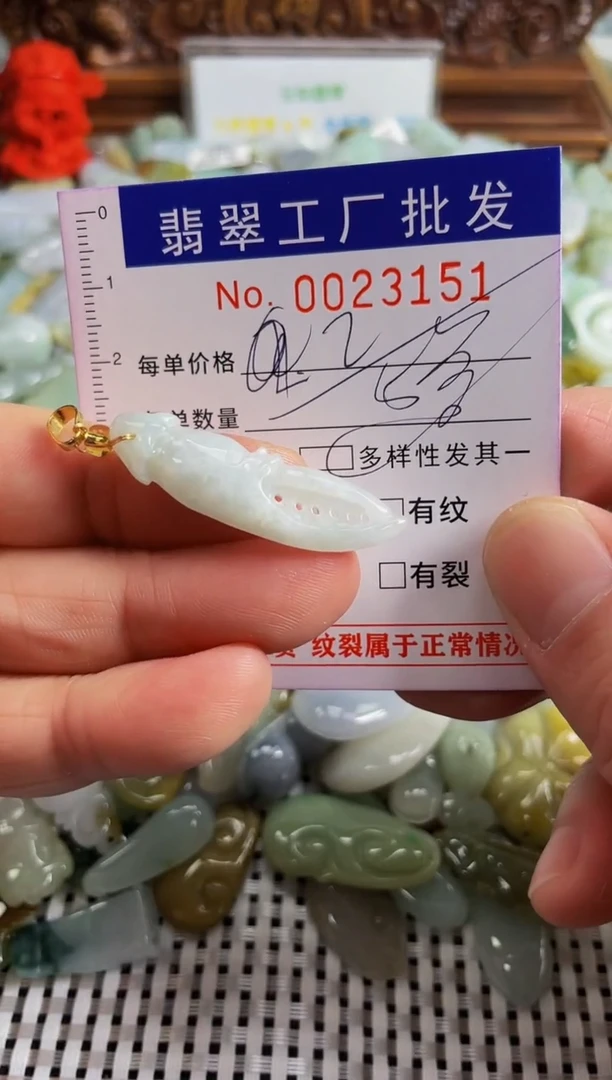 翡翠工厂批发
No. 0023151
0
1
2
每单价格
单数量
多样性发其一
有纹
有裂
纹裂属于正常情况